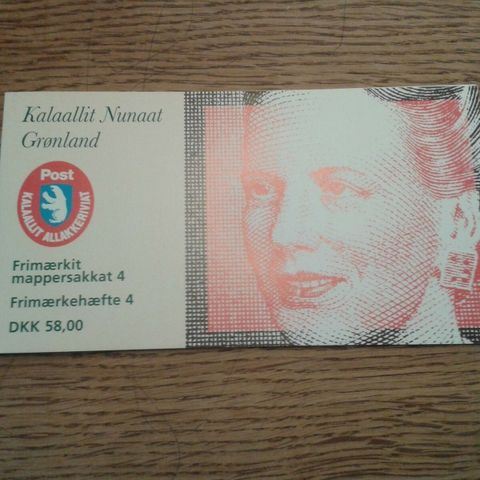 Kalaallit Nunaat
Grønland
Post
KALAALLIT ALLAKKERIVIAT
Frimærkit
mappersakkat 4
Frimærkehæfte 4
DKK 58,00